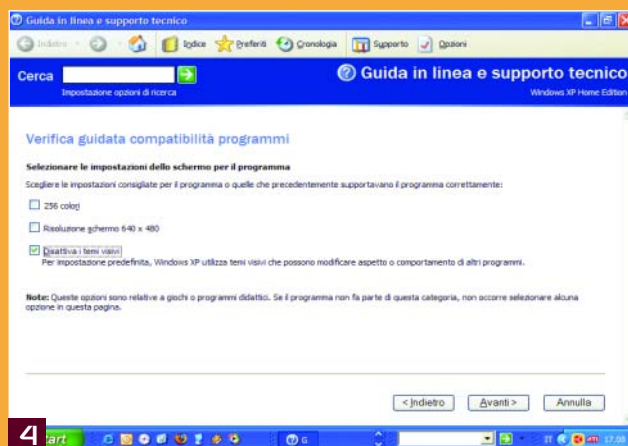 Guida in linea e supporto tecnico
Indietro Indice Preferiti Cronologia Supporto Opzioni
Cerca
Guida in linea e supporto tecnico
Impostazione opzioni di ricerca
Windows XP Home Edition
Verifica guidata compatibilità programmi
Selezionare le impostazioni dello schermo per il programma
Scegliere le impostazioni consigliate per il programma o quelle che precedentemente supportavano il programma correttamente:
256 colori
Risoluzione schermo 640 x 480
Disattiva i temi visivi
Per impostazione predefinita, Windows XP utilizza temi visivi che possono modificare aspetto o comportamento di altri programmi.
Note: Queste opzioni sono relative a giochi o programmi didattici. Se il programma non fa parte di questa categoria, non occorre selezionare alcuna
opzione in questa pagina.
< Indietro Avanti > Annulla
4
start G IT 17.08